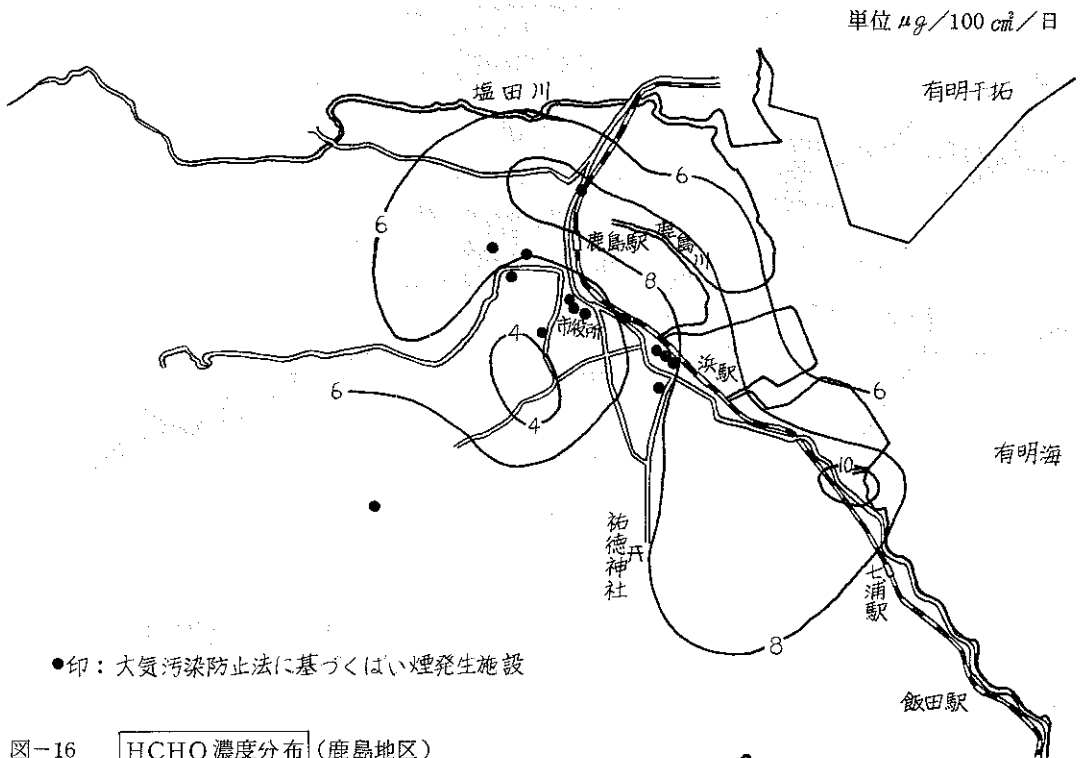 単位 μg/100 cm²/日
塩田川
有明干拓
6
6
鹿島駅
鹿島川
8
市役所
4
浜駅
6
6
4
有明海
10
祐徳神社
七浦駅
8
●印：大気汚染防止法に基づくばい煙発生施設
飯田駅
図-16 HCHO濃度分布(鹿島地区)